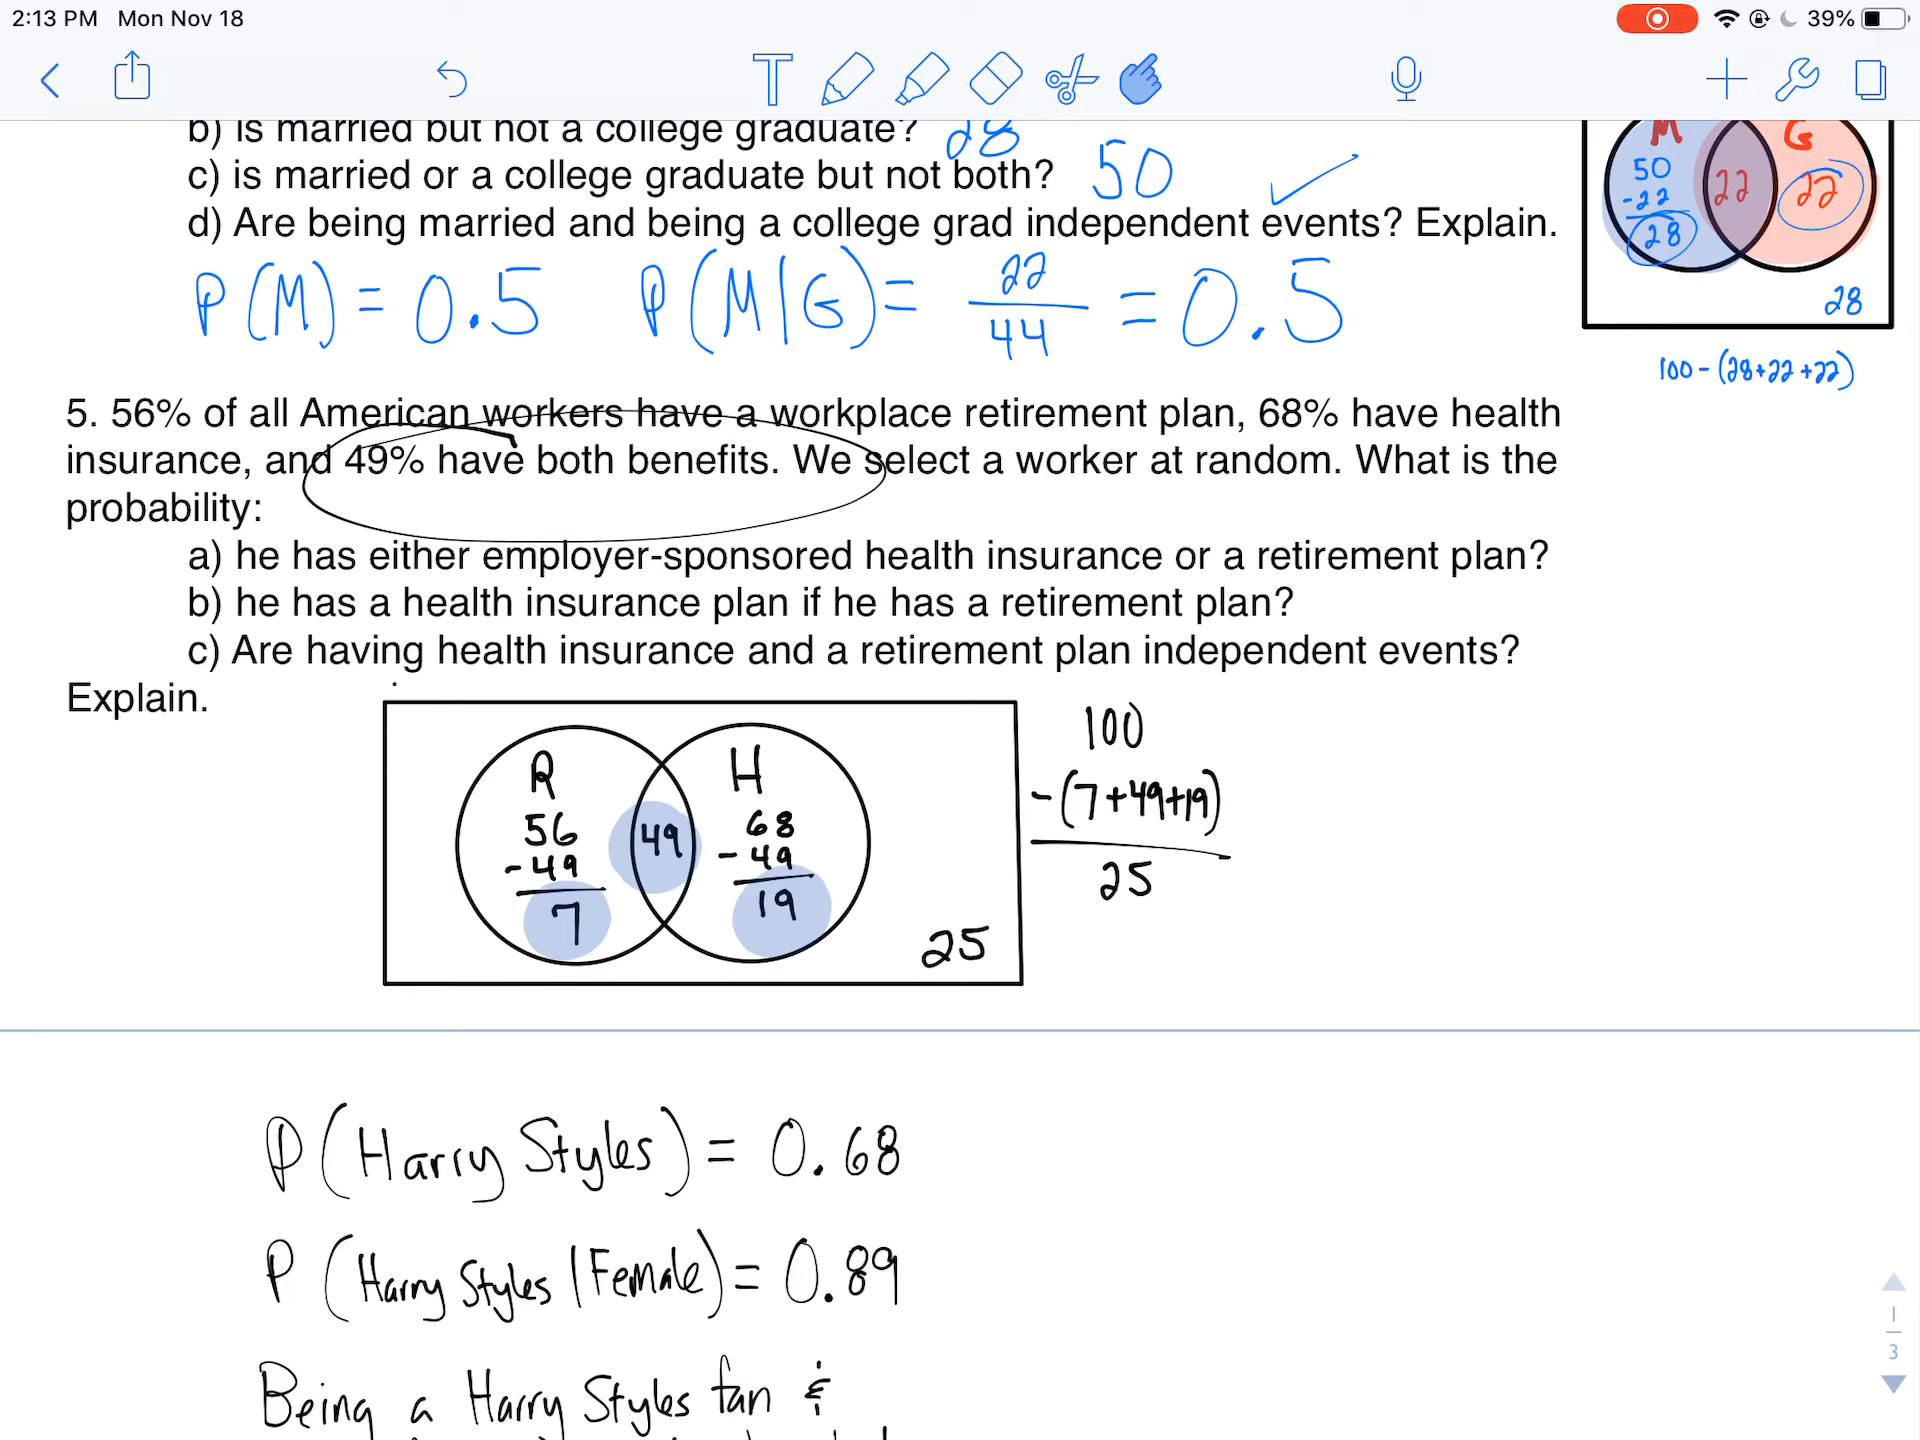 2:13 PM Mon Nov 18 39%
T
b) is married but not a college graduate? 28
c) is married or a college graduate but not both? 50
d) Are being married and being a college grad independent events? Explain.
P(M) = 0.5 P(M|G) = 22/44 = 0.5
M G
50
-22
28
22
22
28
100 - (28+22+22)
5. 56% of all American workers have a workplace retirement plan, 68% have health
insurance, and 49% have both benefits. We select a worker at random. What is the
probability:
a) he has either employer-sponsored health insurance or a retirement plan?
b) he has a health insurance plan if he has a retirement plan?
c) Are having health insurance and a retirement plan independent events?
Explain.
R H
56
-49
7
49
68
-49
19
25
100
-(7+49+19)
25
P(Harry Styles) = 0.68
P(Harry Styles | Female) = 0.89
Being a Harry Styles fan &
1
3